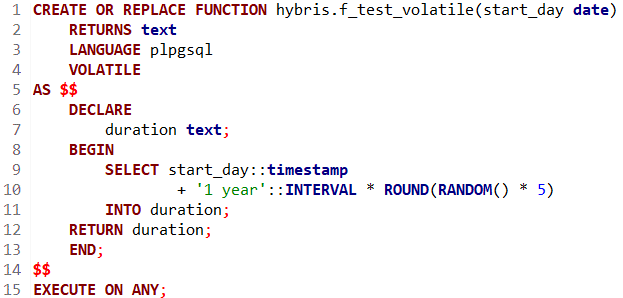 1 CREATE OR REPLACE FUNCTION hybris.f_test_volatile(start_day date)
2     RETURNS text
3     LANGUAGE plpgsql
4     VOLATILE
5 AS $$
6     DECLARE
7         duration text;
8     BEGIN
9         SELECT start_day::timestamp
10                + '1 year'::INTERVAL * ROUND(RANDOM() * 5)
11         INTO duration;
12     RETURN duration;
13     END;
14 $$
15 EXECUTE ON ANY;